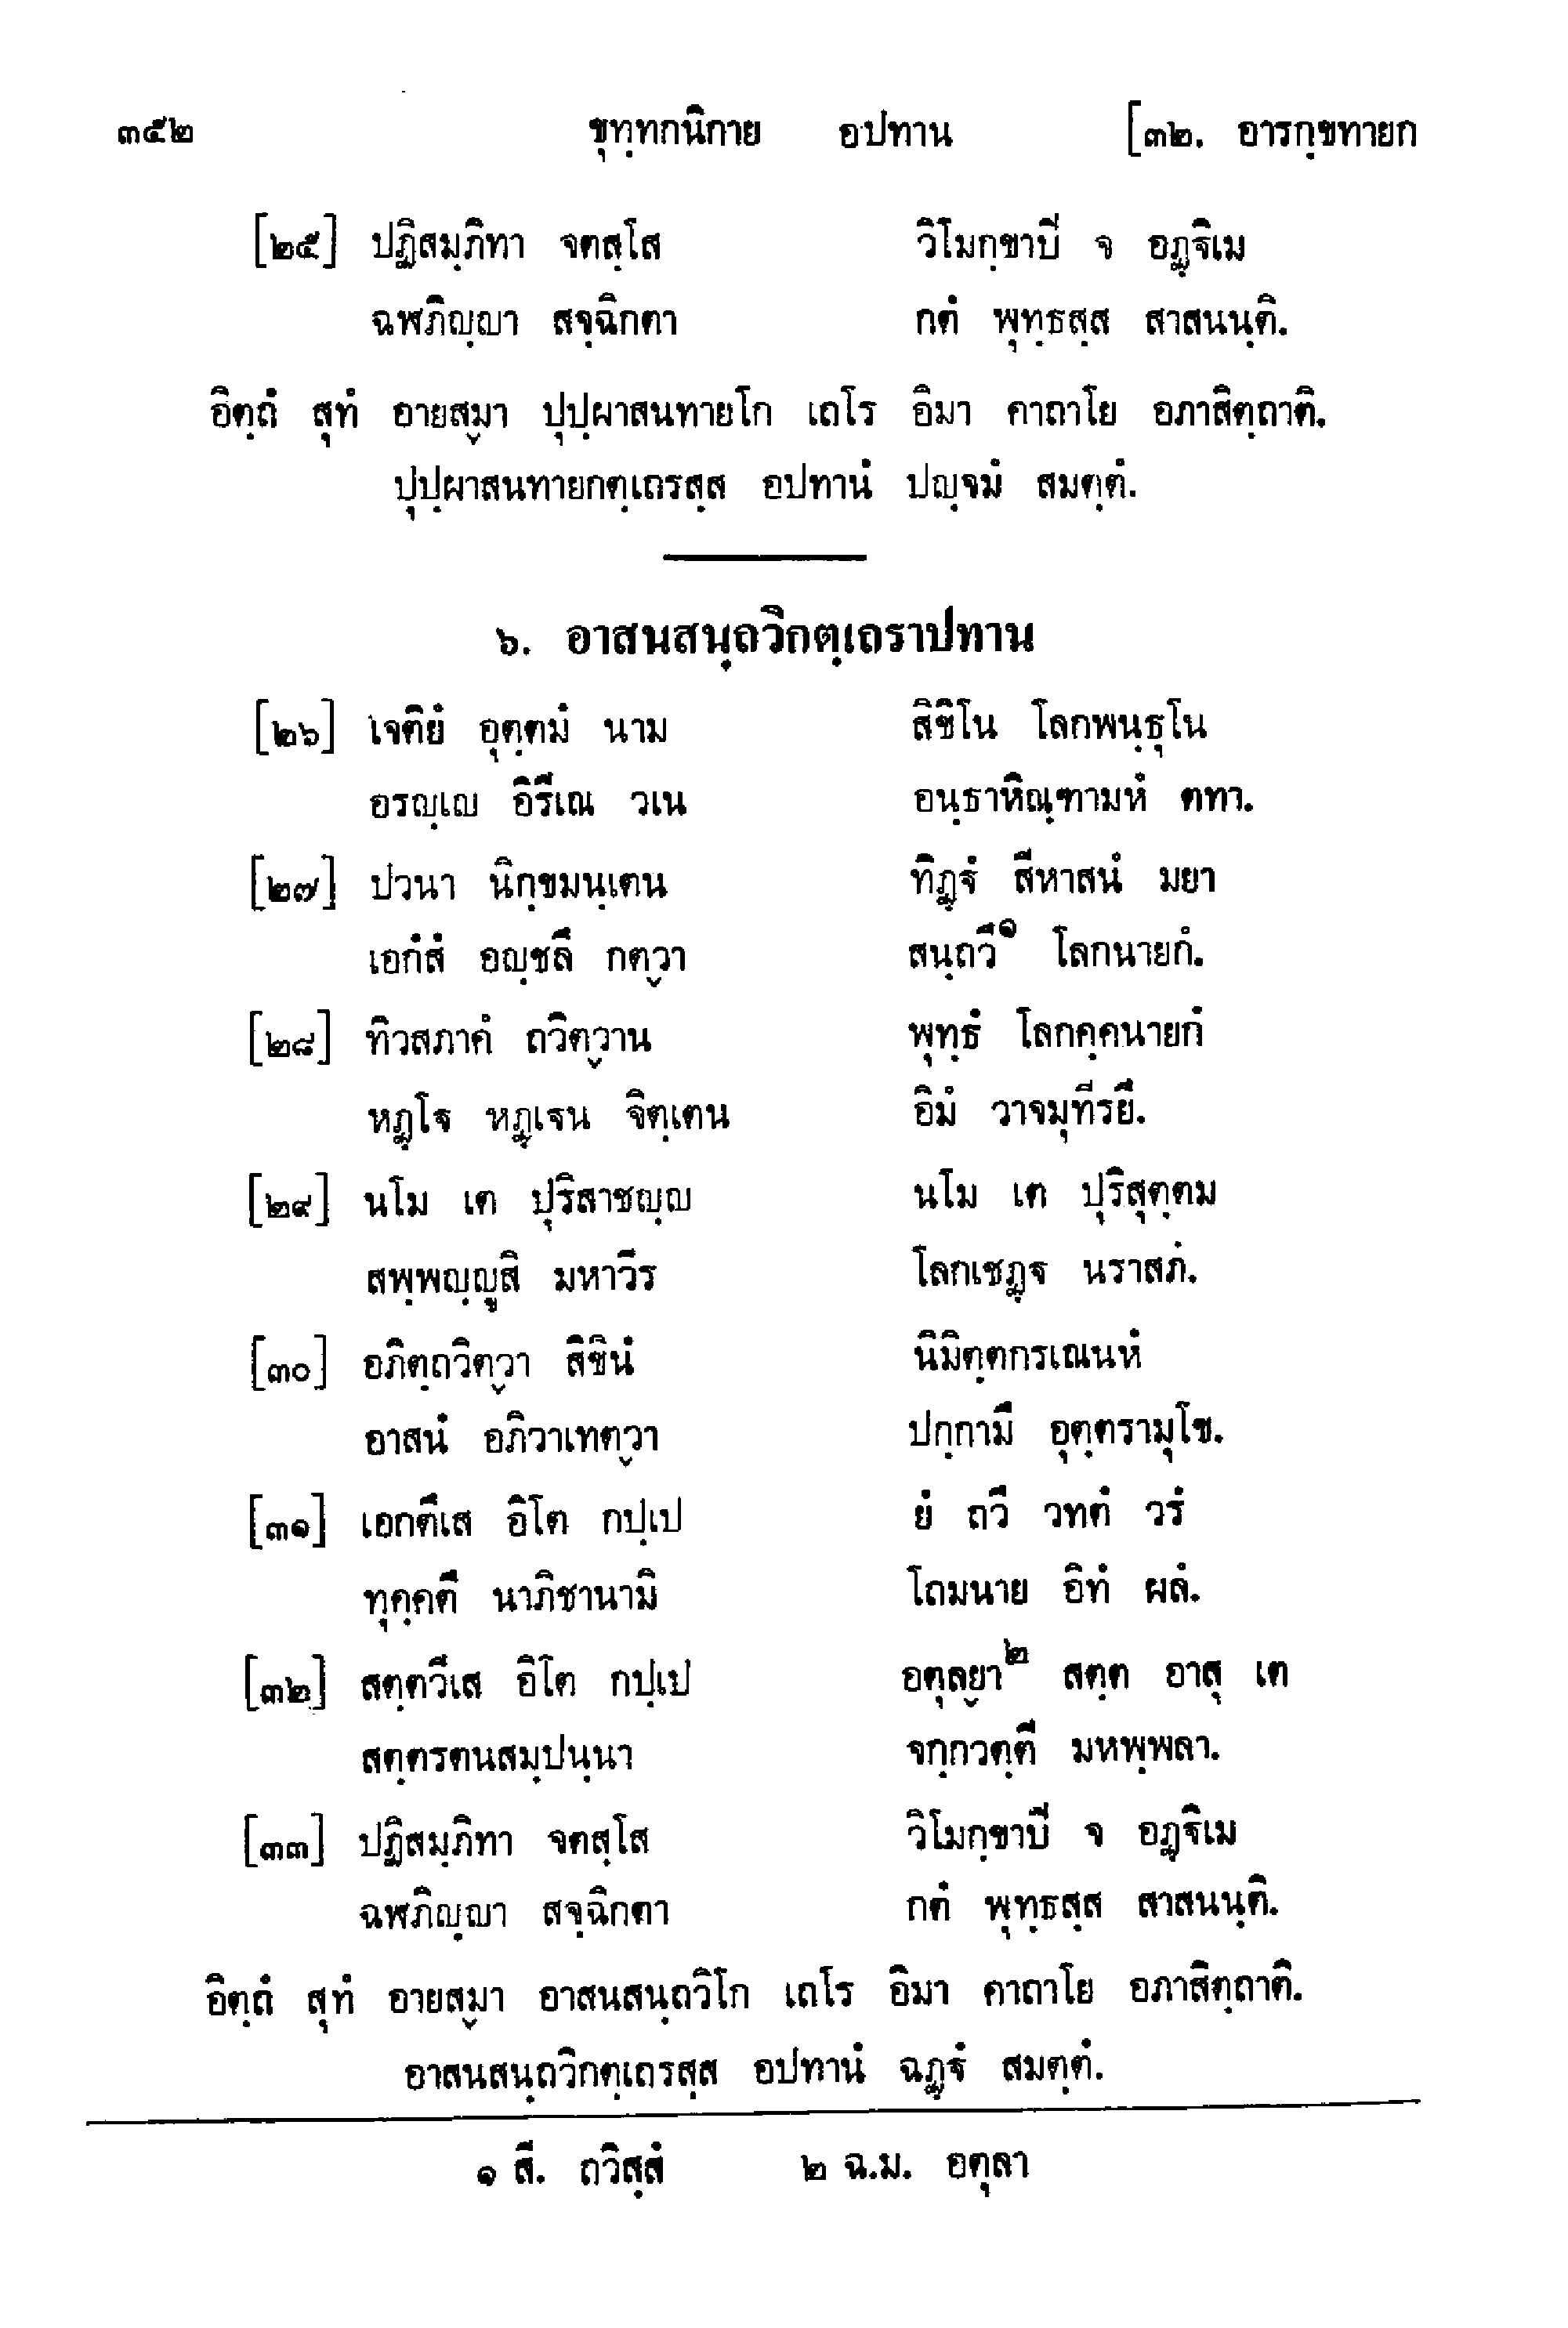 ๓๕๒ ขุทฺทกนิกาย อปทาน [๓๒. อารกฺขทายก
[๒๕] ปฏิสมฺภิทา จตสฺโส วิโมกฺขาปิ จ อฏฺฐิเม
ฉฬภิญฺญา สจฺฉิกตา กตํ พุทฺธสฺส สาสนนฺติ.
อิตฺถํ สุทํ อายสฺมา ปุปฺผาสนทายโก เถโร อิมา คาถาโย อภาสิตฺถาติ.
ปุปฺผาสนทายกตฺเถรสฺส อปทานํ ปญฺจมํ สมตฺตํ.
๖. อาสนสนฺถวิกตฺเถราปทาน
[๒๖] เจติยํ อุตฺตมํ นาม สิขิโน โลกพนฺธุโน
อรญฺเญ อิรีเณ วเน อนฺธาหิณฺฑามหํ ตทา.
[๒๗] ปวนา นิกฺขมนฺเตน ทิฏฺฐํ สีหาสนํ มยา
เอกํสํ อญฺชลึ กตฺวา สนฺถวึ๑ โลกนายกํ.
[๒๘] ทิวสภาคํ ถวิตฺวาน พุทฺธํ โลกคฺคนายกํ
หฏฺโฐ หฏฺเฐน จิตฺเตน อิมํ วาจมุทีรยึ.
[๒๙] นโม เต ปุริสาชญฺญ นโม เต ปุริสุตฺตม
สพฺพญฺญูสิ มหาวีร โลกเชฏฺฐ นราสภํ.
[๓๐] อภิตฺถวิตฺวา สิขินํ นิมิตฺตกรเณนหํ
อาสนํ อภิวาเทตฺวา ปกฺกามึ อุตฺตรามุโข.
[๓๑] เอกตึเส อิโต กปฺเป ยํ ถวึ วทตํ วรํ
ทุคฺคตึ นาภิชานามิ โถมนาย อิทํ ผลํ.
[๓๒] สตฺตวีเส อิโต กปฺเป อตุลฺยา๒ สตฺต อาสุ เต
สตฺตรตนสมฺปนฺนา จกฺกวตฺตี มหพฺพลา.
[๓๓] ปฏิสมฺภิทา จตสฺโส วิโมกฺขาปิ จ อฏฺฐิเม
ฉฬภิญฺญา สจฺฉิกตา กตํ พุทฺธสฺส สาสนนฺติ.
อิตฺถํ สุทํ อายสฺมา อาสนสนฺถวิโก เถโร อิมา คาถาโย อภาสิตฺถาติ.
อาสนสนฺถวิกตฺเถรสฺส อปทานํ ฉฏฺฐํ สมตฺตํ.
๑ สี. ถวิสฺสํ ๒ ฉ.ม. อตุลา